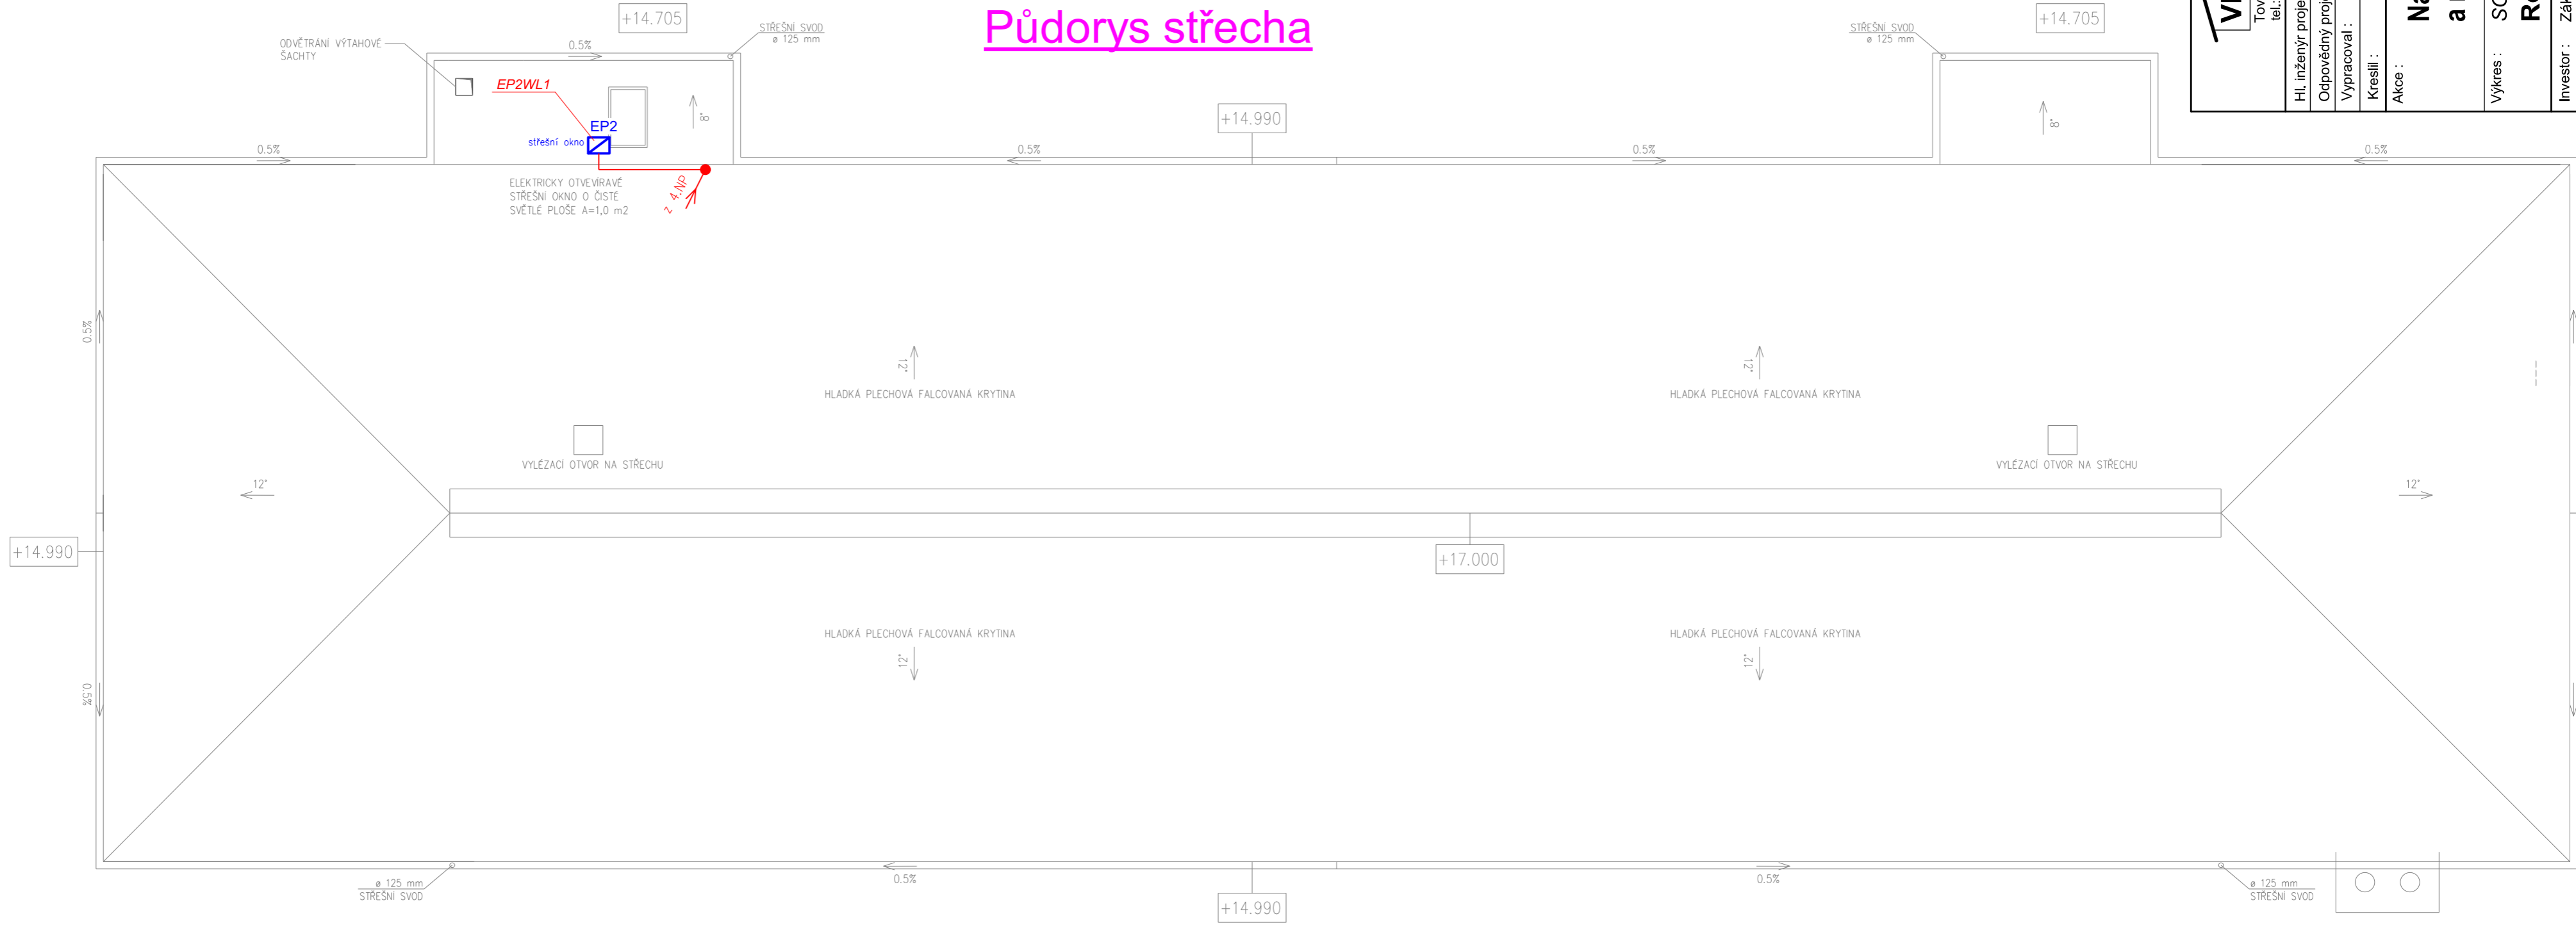 Půdorys střecha
+14.705
STŘEŠNÍ SVOD
ø 125 mm
ODVĚTRÁNÍ VÝTAHOVÉ
ŠACHTY
0.5%
EP2WL1
EP2
střešní okno
8°
ELEKTRICKY OTVEVÍRAVÉ
STŘEŠNÍ OKNO O ČISTÉ
SVĚTLÉ PLOŠE A=1,0 m2
z 4.NP
0.5%
0.5%
+14.990
0.5%
STŘEŠNÍ SVOD
ø 125 mm
+14.705
8°
0.5%
Hl. inženýr proje
Odpovědný proj
Vypracoval :
Kreslil :
Akce :
Výkres :
Investor :
0.5%
12°
HLADKÁ PLECHOVÁ FALCOVANÁ KRYTINA
12°
HLADKÁ PLECHOVÁ FALCOVANÁ KRYTINA
VYLÉZACÍ OTVOR NA STŘECHU
VYLÉZACÍ OTVOR NA STŘECHU
12°
12°
+14.990
+17.000
HLADKÁ PLECHOVÁ FALCOVANÁ KRYTINA
12°
HLADKÁ PLECHOVÁ FALCOVANÁ KRYTINA
12°
0.5%
ø 125 mm
STŘEŠNÍ SVOD
0.5%
+14.990
0.5%
ø 125 mm
STŘEŠNÍ SVOD